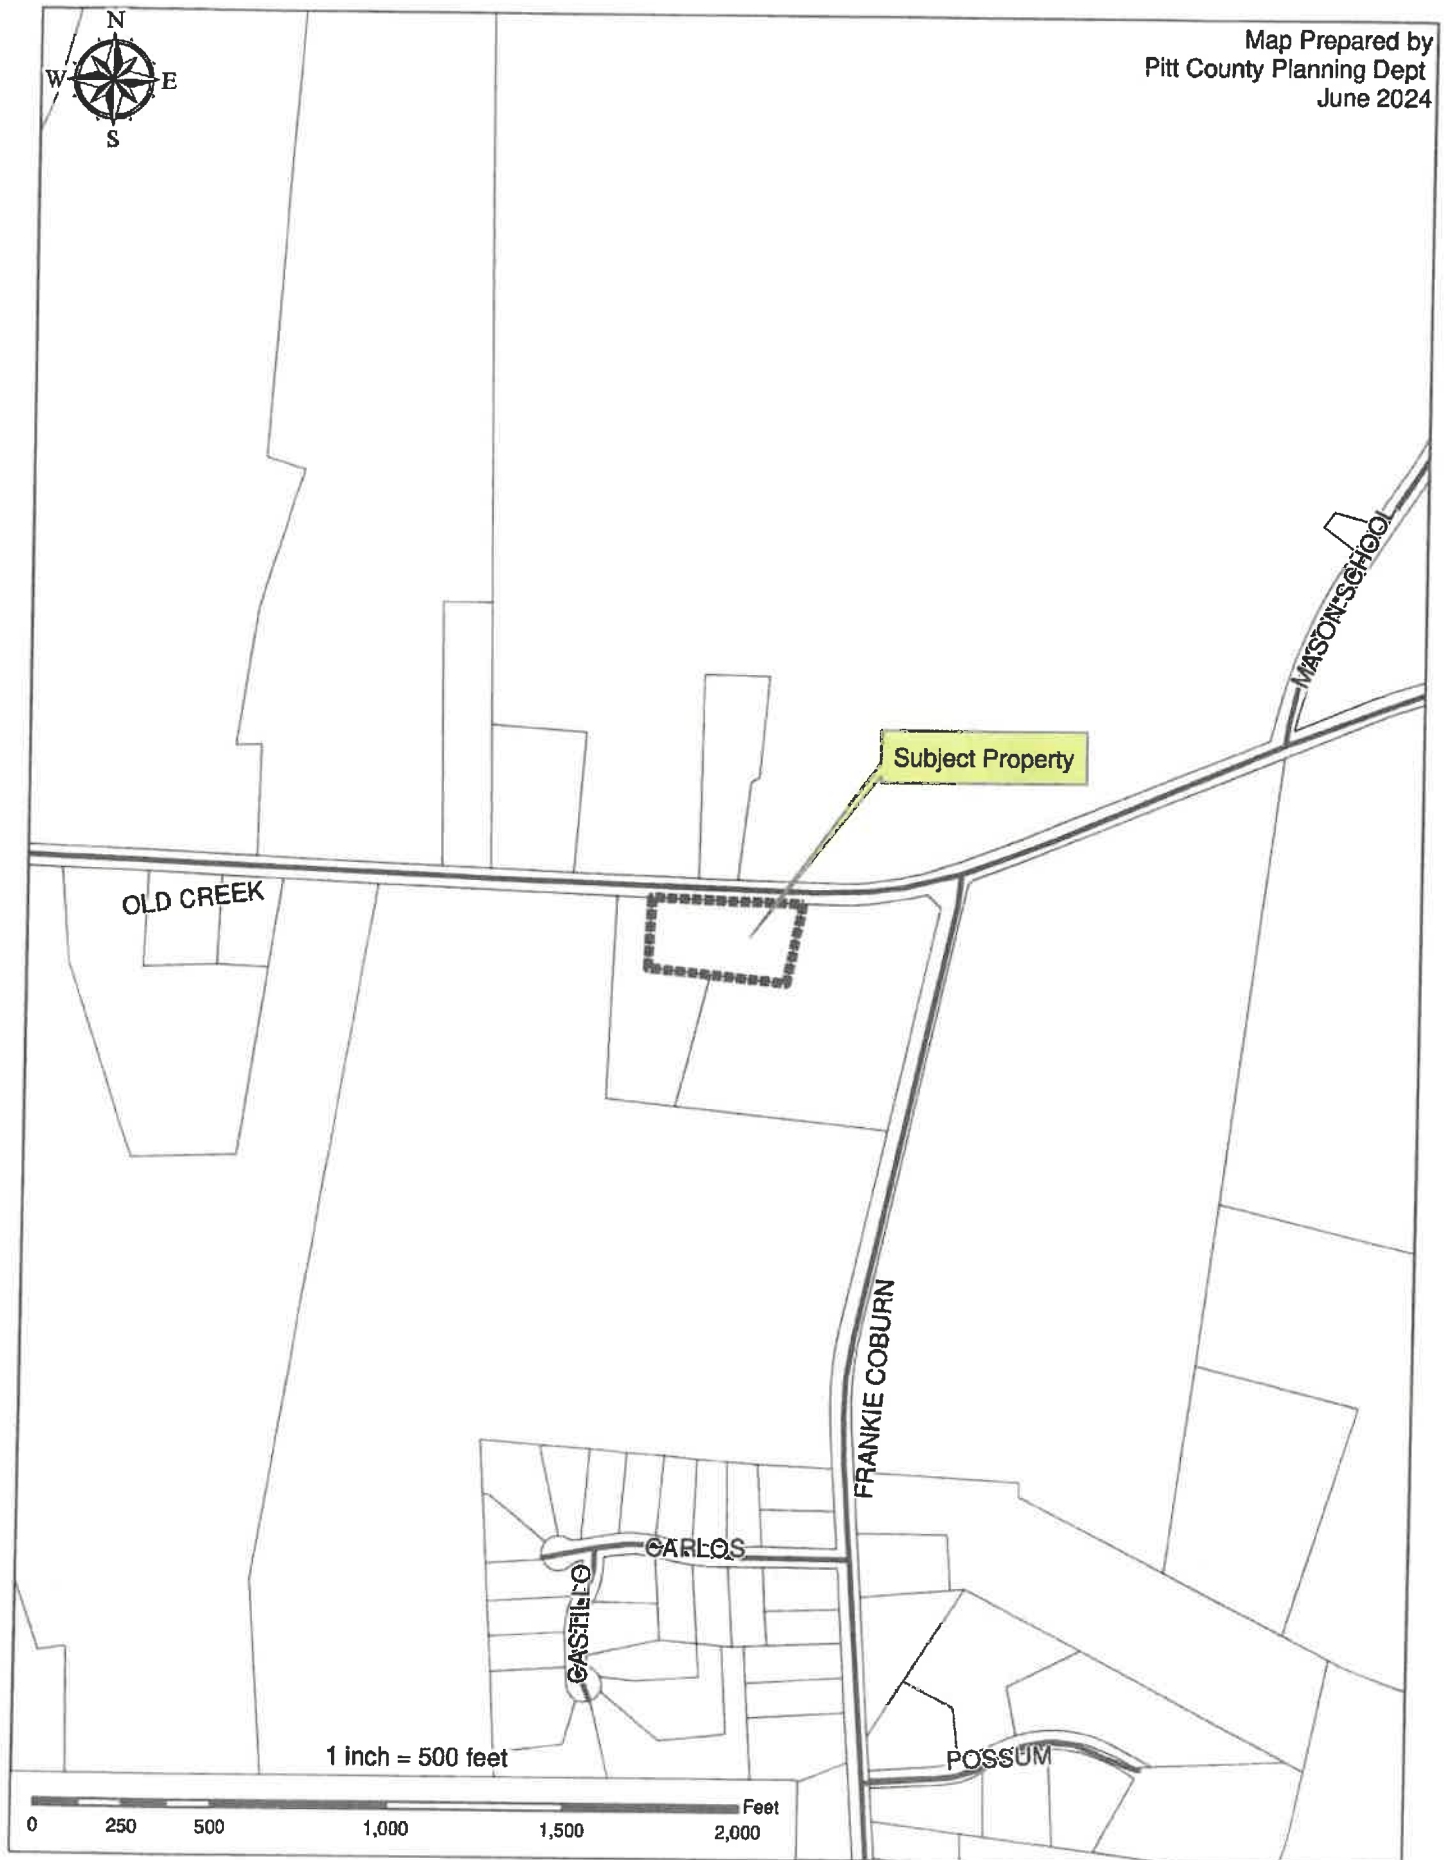 N
W E
S
Map Prepared by
Pitt County Planning Dept
June 2024
MASON SCHOOL
Subject Property
OLD CREEK
FRANKIE COBURN
CARLOS
CASTILLO
POSSUM
1 inch = 500 feet
Feet
0 250 500 1,000 1,500 2,000